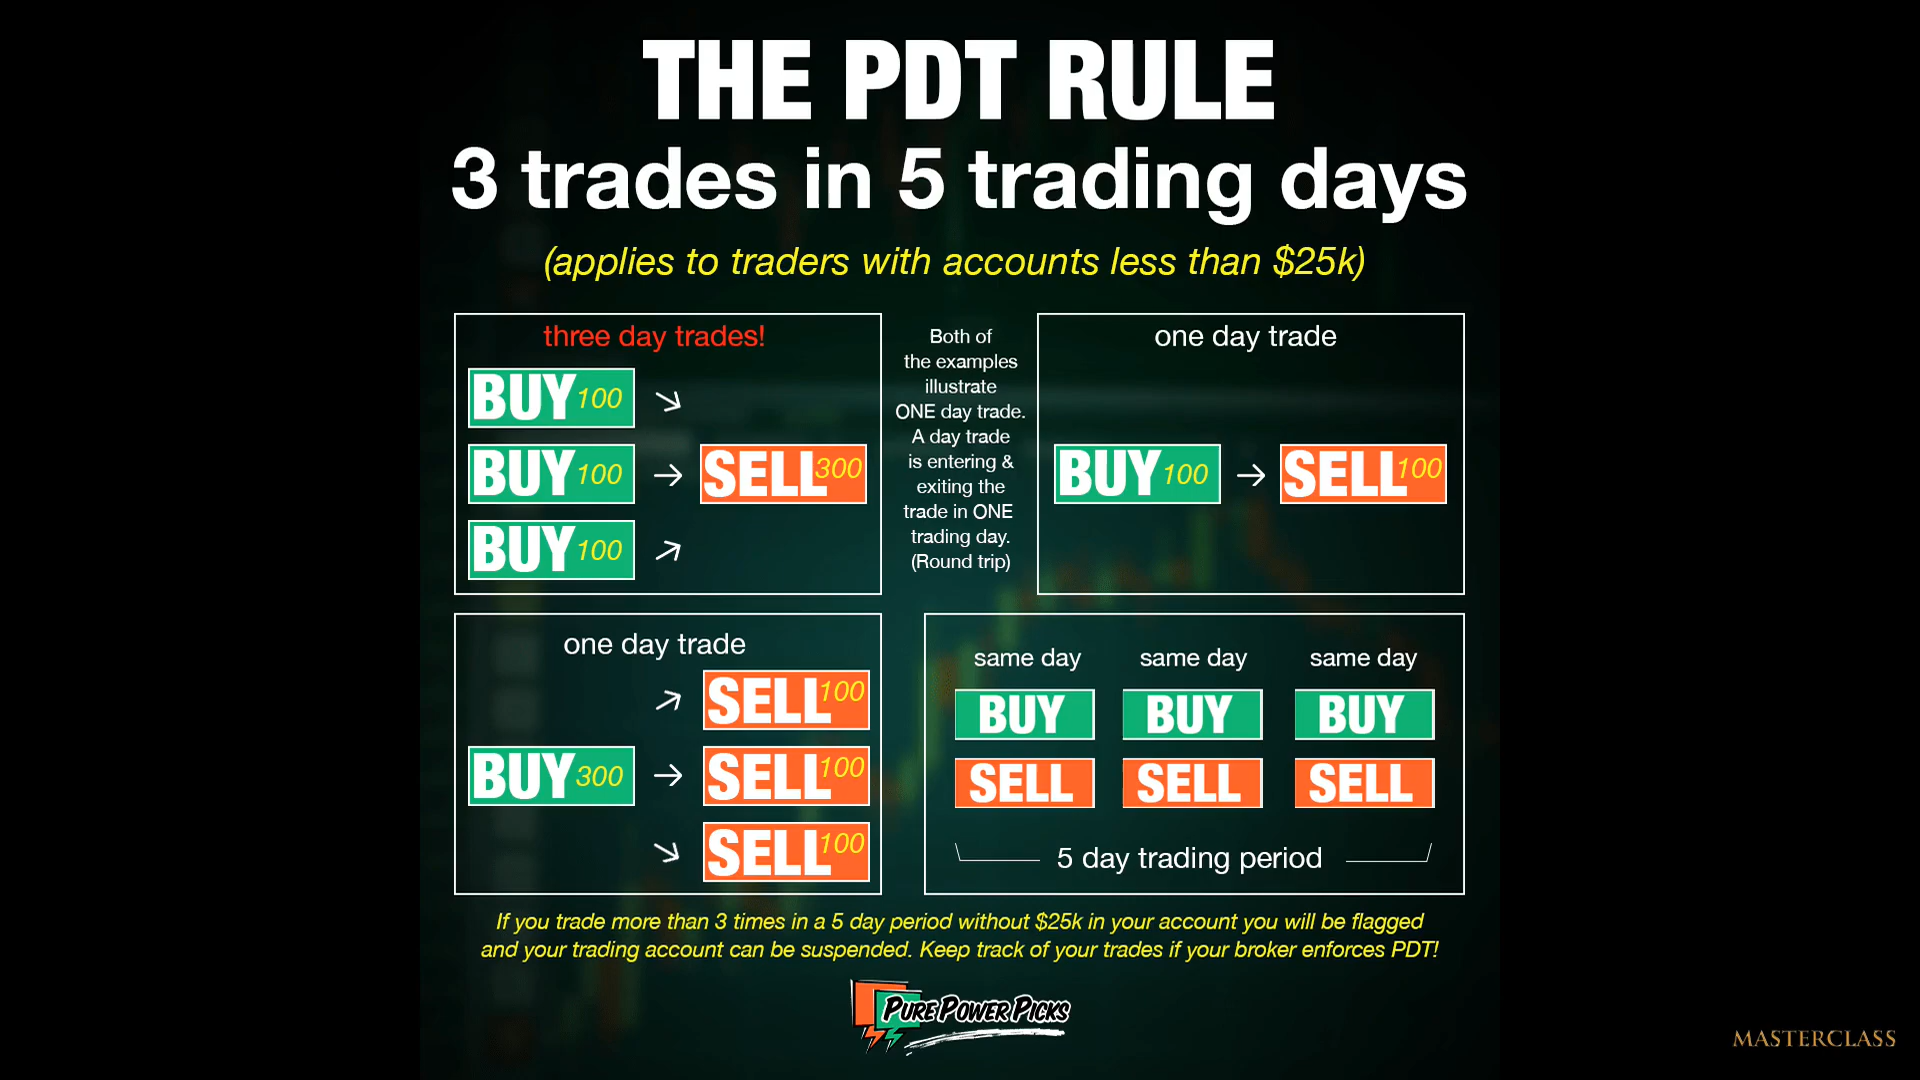 THE PDT RULE
3 trades in 5 trading days
(applies to traders with accounts less than $25k)
three day trades!
BUY 100
BUY 100
SELL 300
BUY 100
Both of
the examples
illustrate
ONE day trade.
A day trade
is entering &
exiting the
trade in ONE
trading day.
(Round trip)
one day trade
BUY 100
SELL 100
one day trade
SELL 100
BUY 300
SELL 100
SELL 100
same day same day same day
BUY BUY BUY
SELL SELL SELL
5 day trading period
If you trade more than 3 times in a 5 day period without $25k in your account you will be flagged
and your trading account can be suspended. Keep track of your trades if your broker enforces PDT!
PURE POWER PICKS
MASTERCLASS